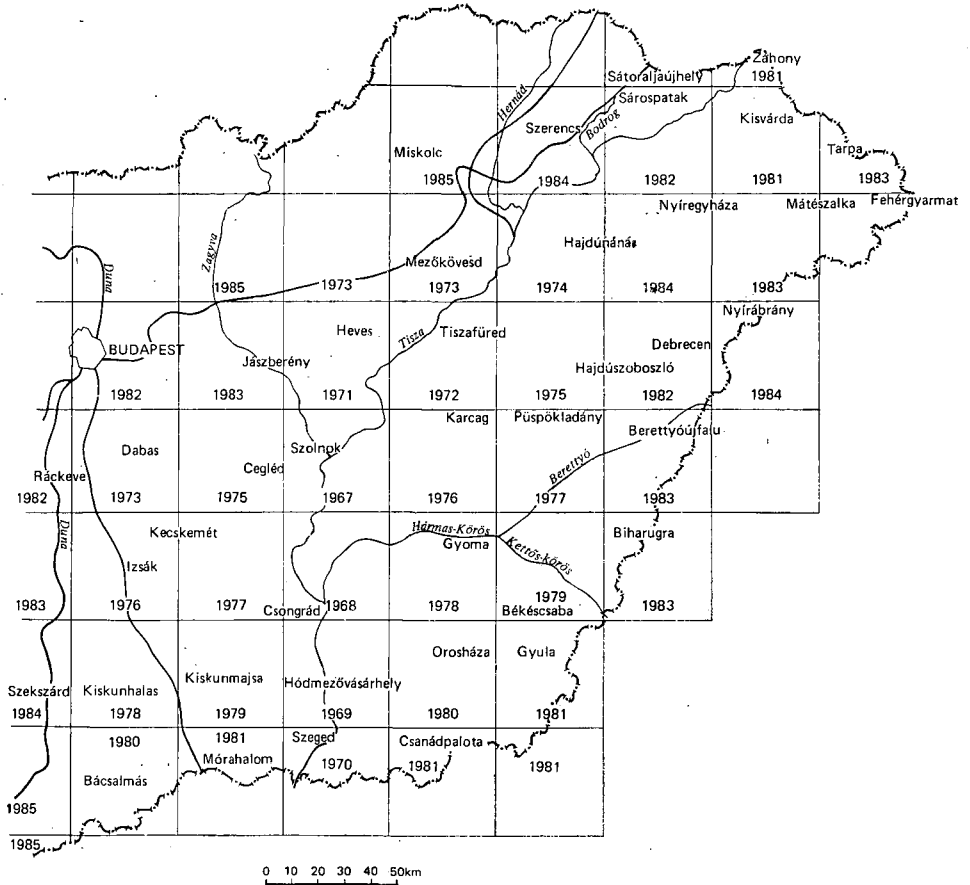 Záhony
Sátoraljaújhely
1981
Sárospatak
Hernád
Bodrog
Szerencs
Kisvárda
Miskolc
Tarpa
1985
1984
1982
1981
1983
Nyíregyháza
Mátészalka
Fehérgyarmat
Zagyva
Hajdúnánás
Duna
Mezőkövesd
1985
1973
1973
1974
1984
1983
Nyírábrány
Heves
Tisza
Tiszafüred
BUDAPEST
Debrecen
Jászberény
Hajdúszoboszló
1982
1983
1971
1972
1975
1982
1984
Karcag
Püspökladány
Berettyóújfalu
Dabas
Szolnok
Cegléd
Berettyó
Ráckeve
1982
1973
1975
1967
1976
1977
1983
Duna
Kecskemét
Hármas-Körös
Gyoma
Kettős-körös
Biharugra
Izsák
1979
1983
1976
1977
Csongrád
1968
1978
Békéscsaba
1983
Orosháza
Gyula
Kiskunmajsa
Hódmezővásárhely
Szekszárd
Kiskunhalas
1984
1978
1979
1969
1980
1981
1980
1981
Szeged
Csanádpalota
Mórahalom
1970
1981
1981
Bácsalmás
1985
1985
0 10 20 30 40 50km